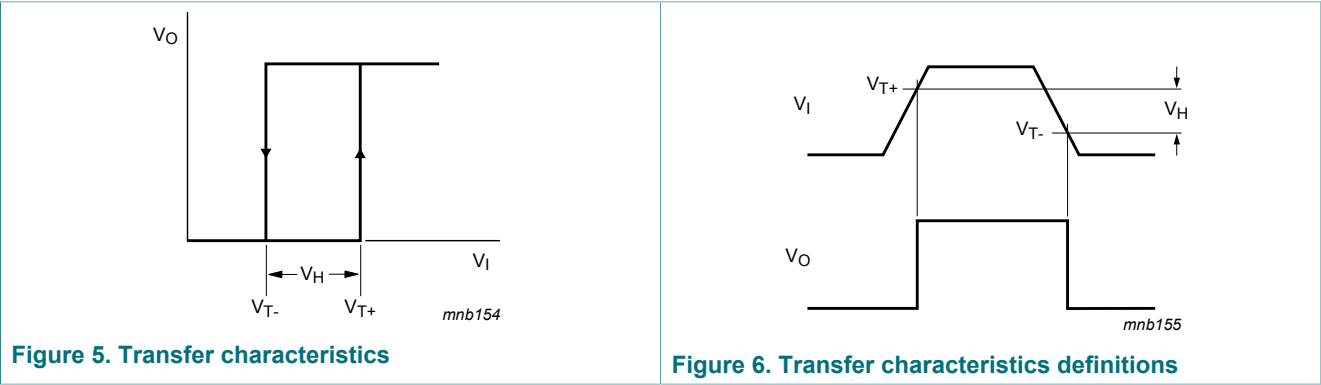 VO
VH
VI
VT-
VT+
mnb154
Figure 5. Transfer characteristics
VT+
VI
VH
VT-
VO
mnb155
Figure 6. Transfer characteristics definitions